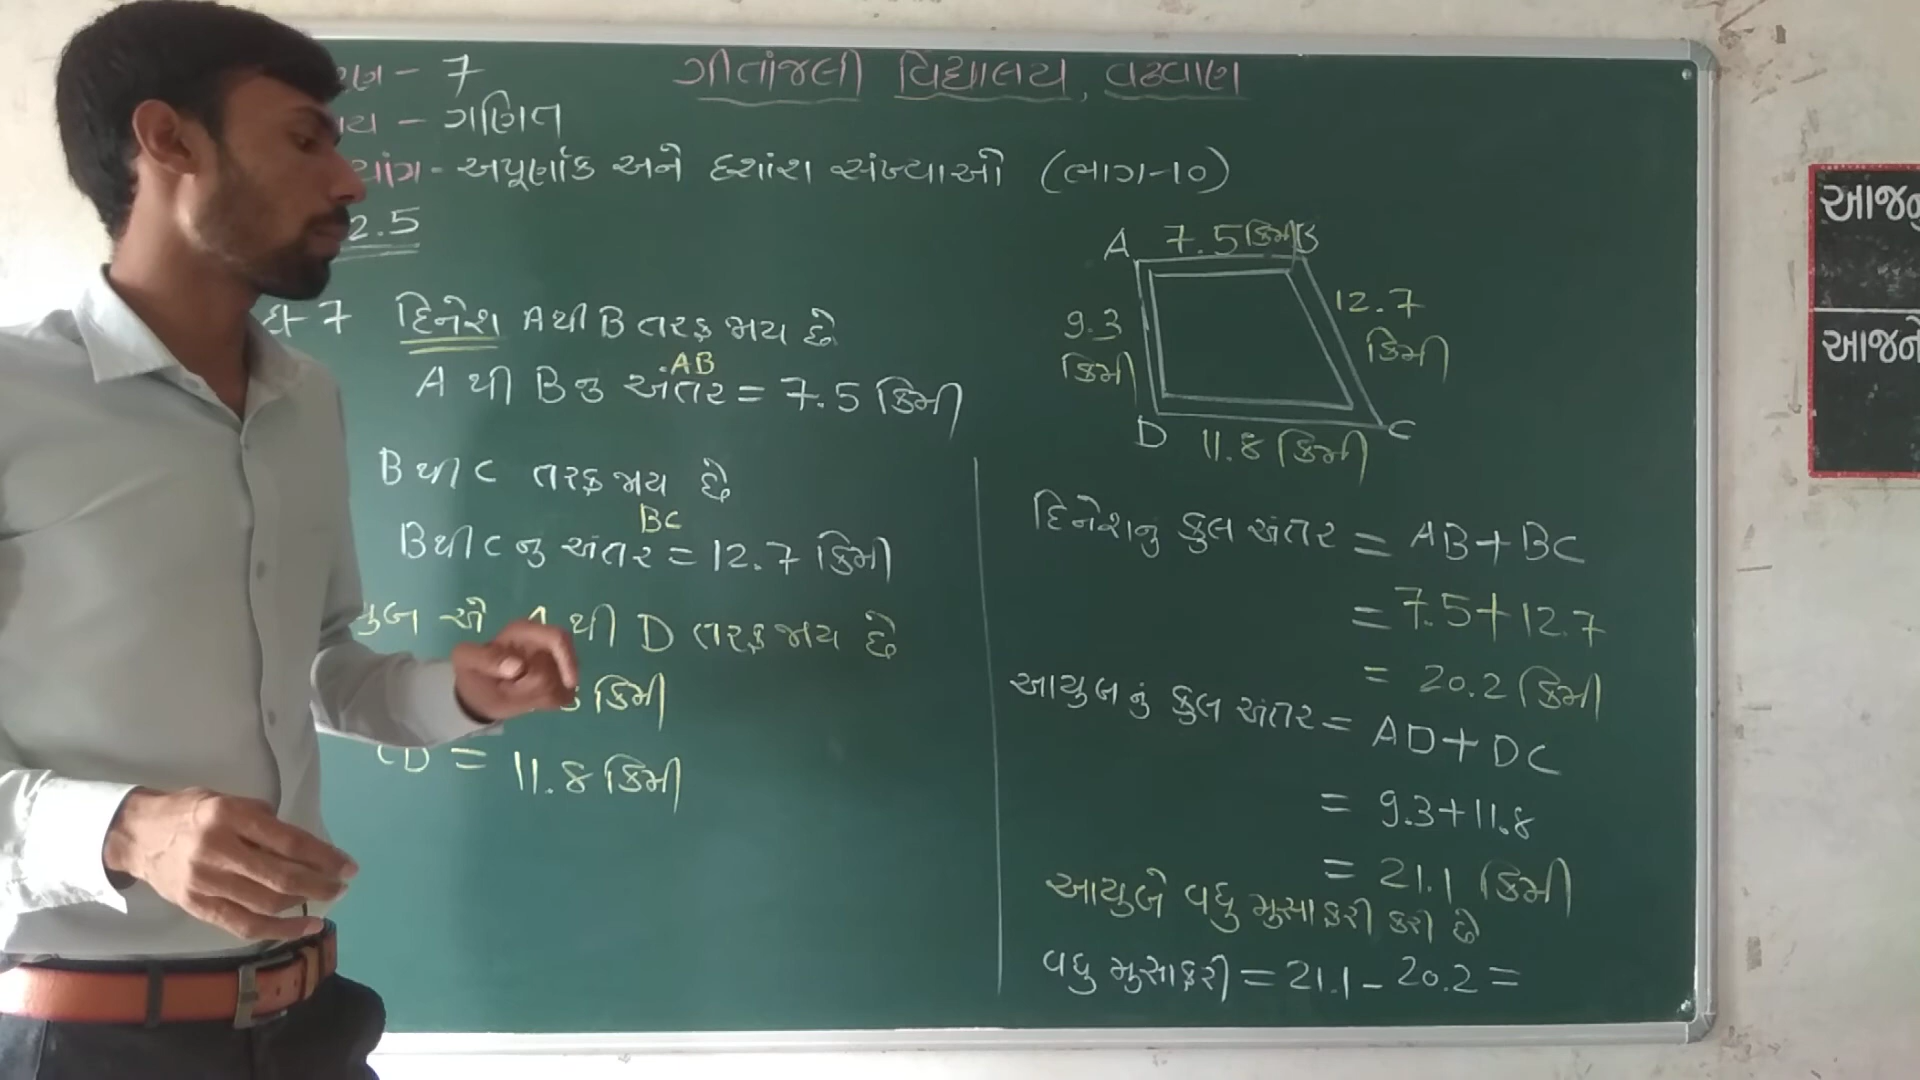 ગીતાંજલી વિદ્યાલય, વઢવાણ
- 7
- ગણિત
- અપૂર્ણાંક અને દશાંશ સંખ્યાઓ (ભાગ-10)
2.5
7 દિનેશ A થી B તરફ જાય છે
AB
A થી B નુ અંતર = 7.5 કિમી
B થી C તરફ જાય છે
BC
B થી C નુ અંતર = 12.7 કિમી
થી D તરફ જાય છે
કિમી
CD = 11.8 કિમી
A 7.5 કિમી B
9.3 કિમી
12.7 કિમી
D 11.8 કિમી C
દિનેશનુ કુલ અંતર = AB + BC
= 7.5 + 12.7
= 20.2 કિમી
આયુબનું કુલ અંતર = AD + DC
= 9.3 + 11.8
= 21.1 કિમી
આયુબે વધુ મુસાફરી કરી છે
વધુ મુસાફરી = 21.1 - 20.2 =
આજનુ
આજને